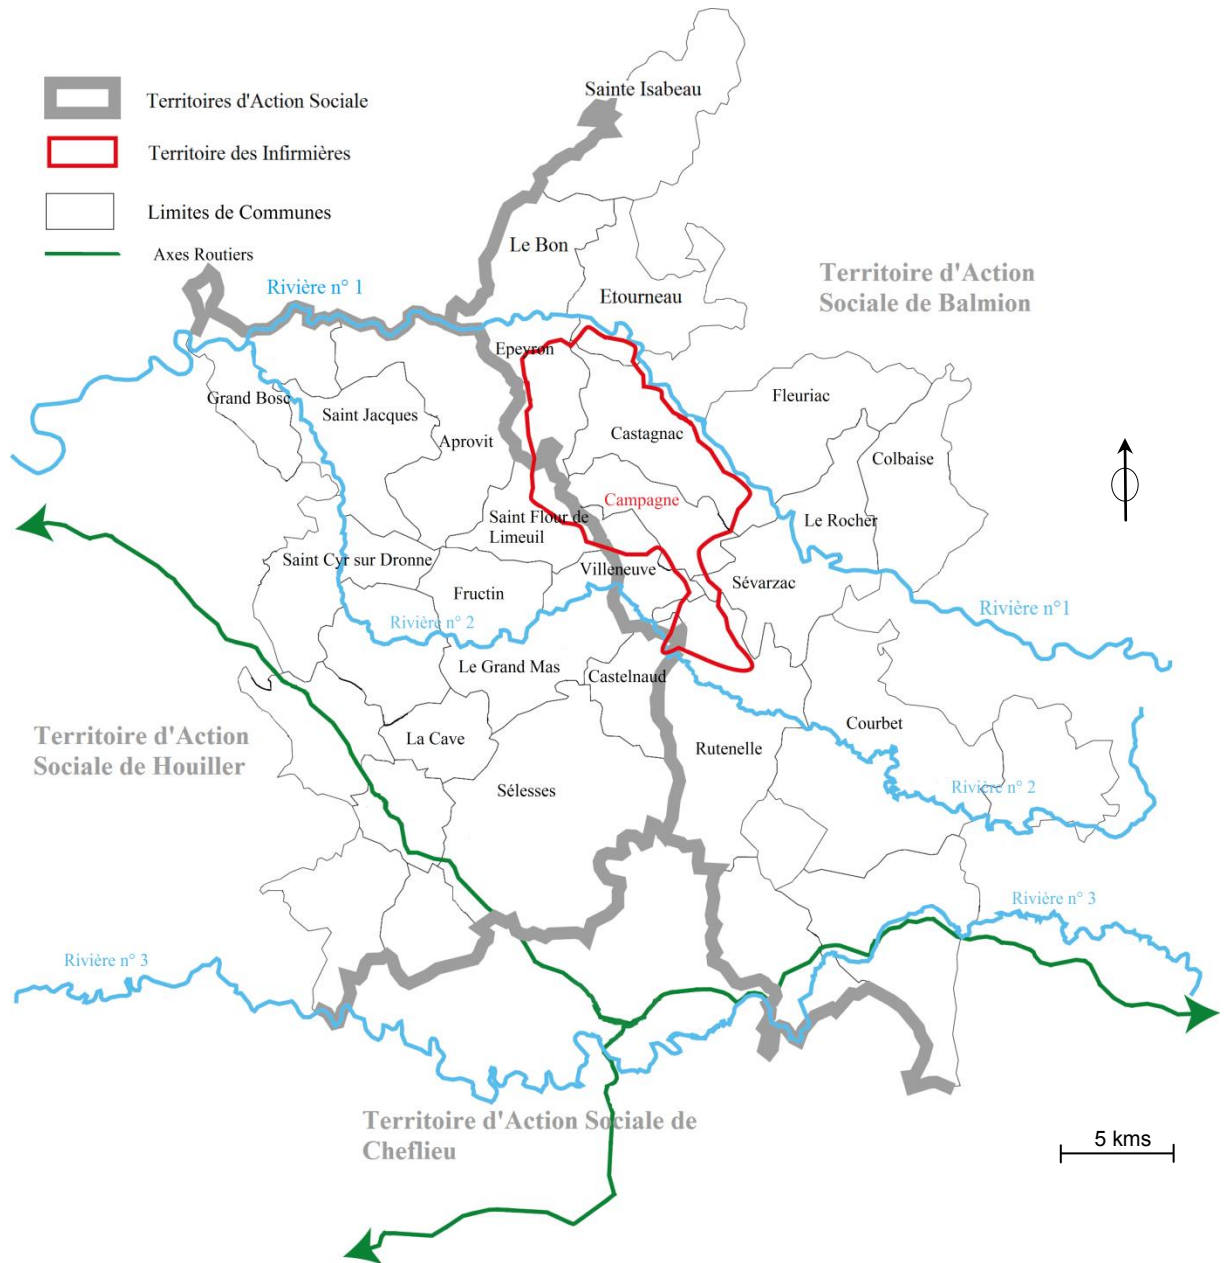 Sainte Isabeau
Territoires d'Action Sociale
Territoire des Infirmières
Limites de Communes
Axes Routiers
Le Bon
Rivière n° 1
Etourneau
Territoire d'Action
Sociale de Balmion
Epeyron
Grand Bosc
Saint Jacques
Aprovit
Castagnac
Fleuriac
Colbaise
Campagne
Saint Flour de
Limeuil
Le Rocher
Saint Cyr sur Dronne
Fructin
Villeneuve
Sévarzac
Rivière n°1
Rivière n° 2
Le Grand Mas
Castelnaud
La Cave
Rutenelle
Courbet
Territoire d'Action
Sociale de Houiller
Sélesses
Rivière n° 2
Rivière n° 3
Rivière n° 3
Territoire d'Action Sociale de
Cheflieu
5 kms